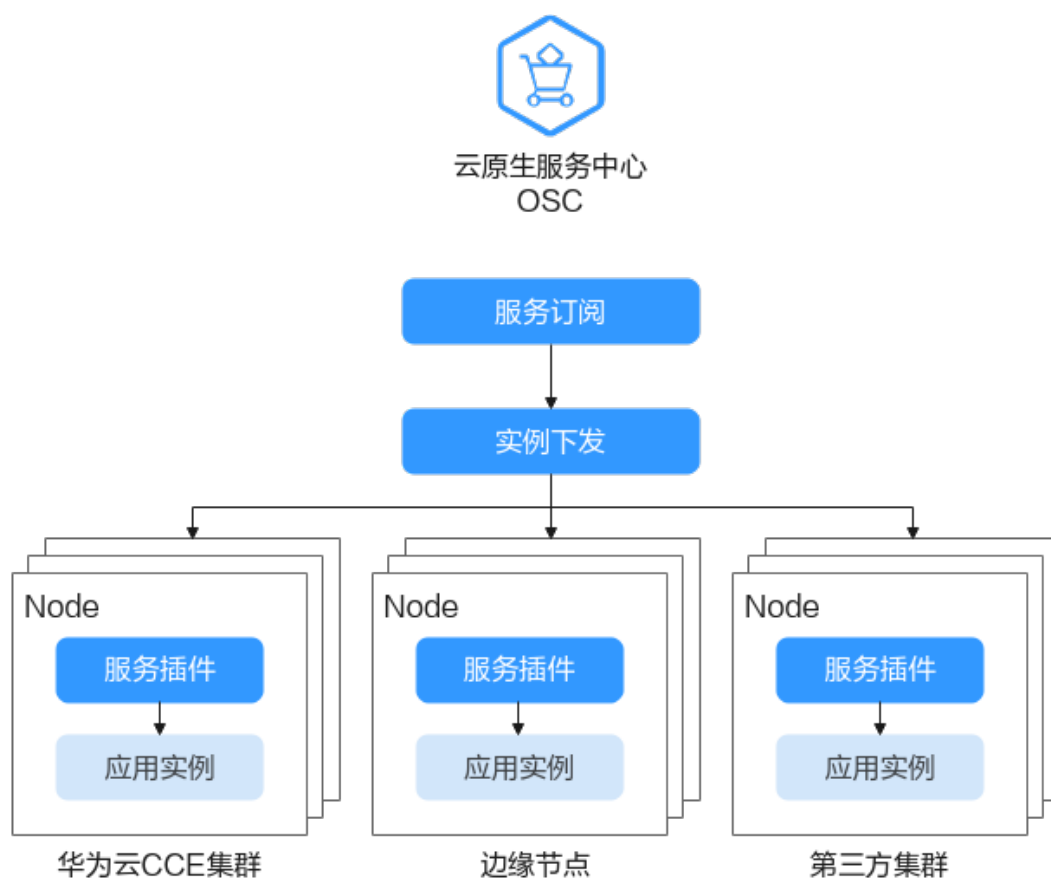 云原生服务中心
OSC
服务订阅
实例下发
Node
服务插件
应用实例
华为云CCE集群
Node
服务插件
应用实例
边缘节点
Node
服务插件
应用实例
第三方集群